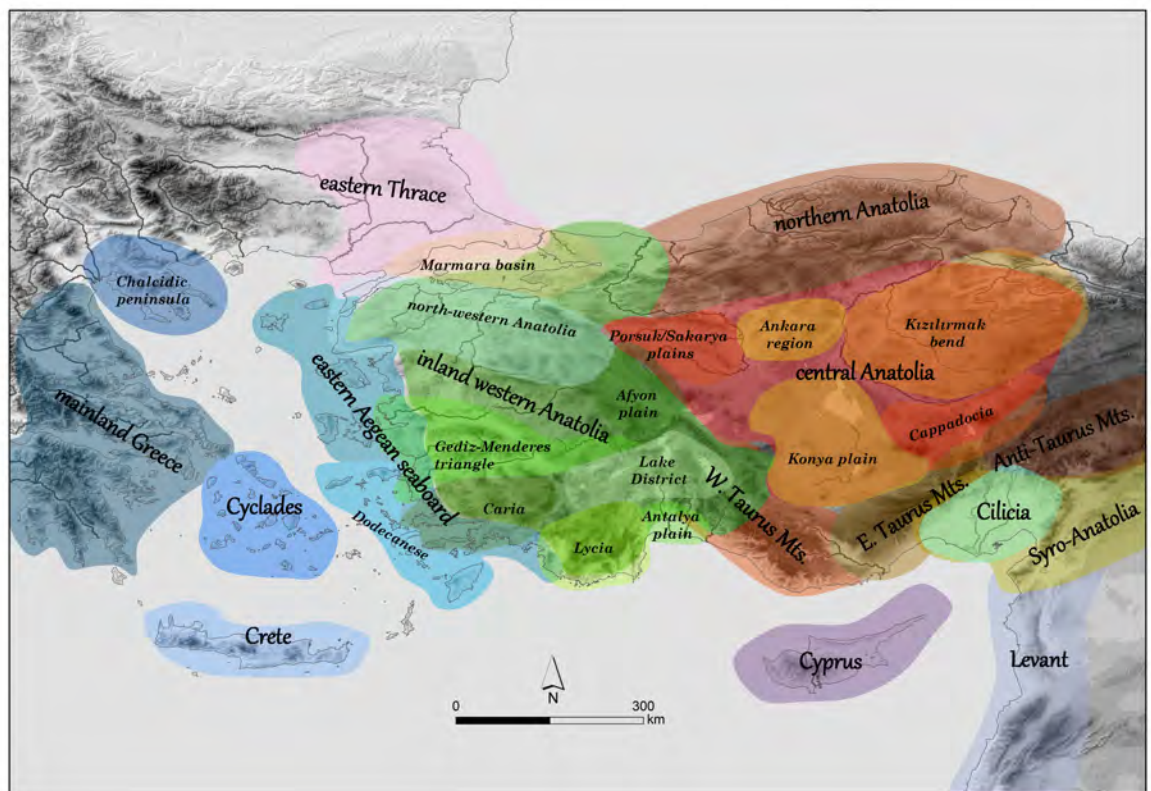 eastern Thrace
northern Anatolia
Marmara basin
Chalcidic
peninsula
north-western Anatolia
Porsuk/Sakarya
plains
Ankara
region
Kızılırmak
bend
central Anatolia
inland western Anatolia
eastern Aegean seaboard
mainland Greece
Afyon
plain
Cappadocia
Anti-Taurus Mts.
Gediz-Menderes
triangle
Lake
District
Konya plain
W. Taurus Mts.
E. Taurus Mts.
Cyclades
Caria
Dodecanese
Antalya
plain
Lycia
Cilicia
Syro-Anatolia
Crete
Cyprus
Levant
N
0
300
km